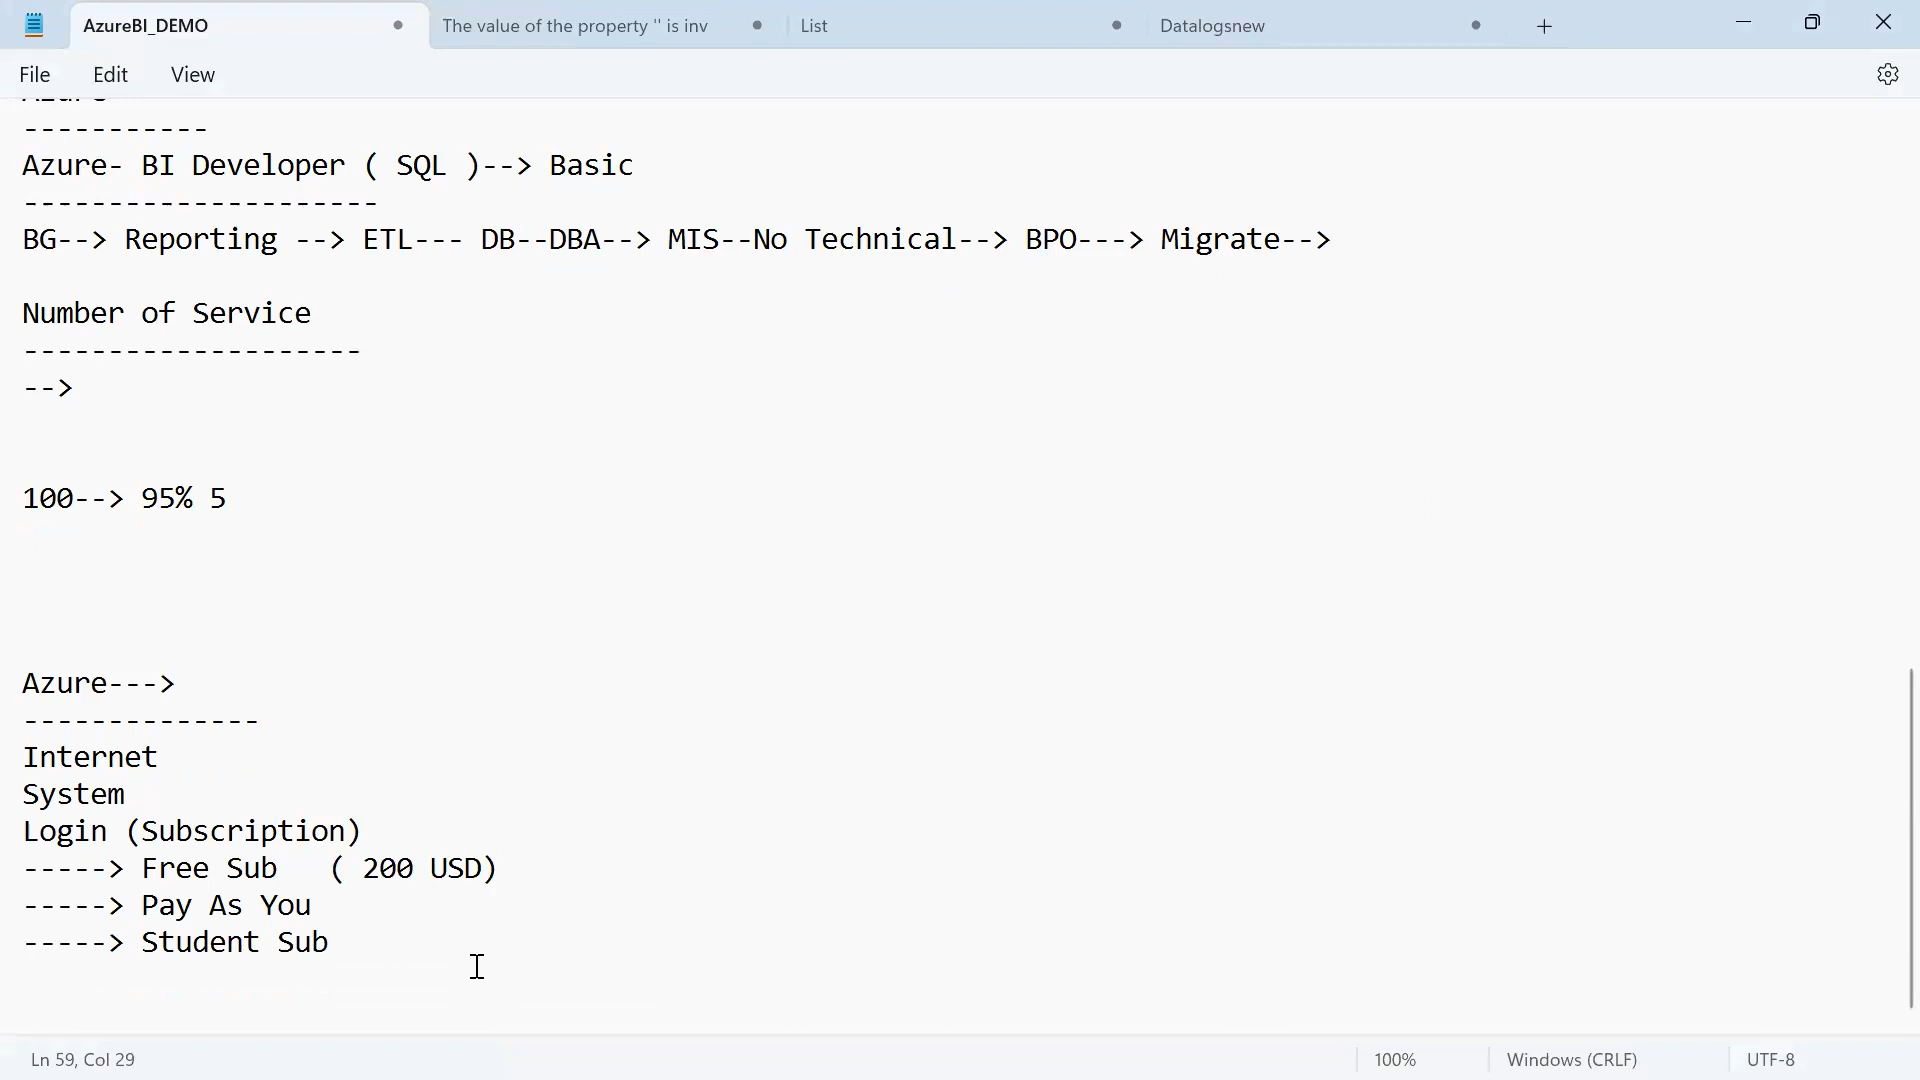 AzureBI_DEMO
The value of the property '' is inv
List
Datalogsnew
File Edit View
-----------
Azure- BI Developer ( SQL )--> Basic
---------------------
BG--> Reporting --> ETL--- DB--DBA--> MIS--No Technical--> BPO---> Migrate-->
Number of Service
--------------------
-->
100--> 95% 5
Azure--->
--------------
Internet
System
Login (Subscription)
-----> Free Sub   ( 200 USD)
-----> Pay As You
-----> Student Sub
Ln 59, Col 29
100%
Windows (CRLF)
UTF-8